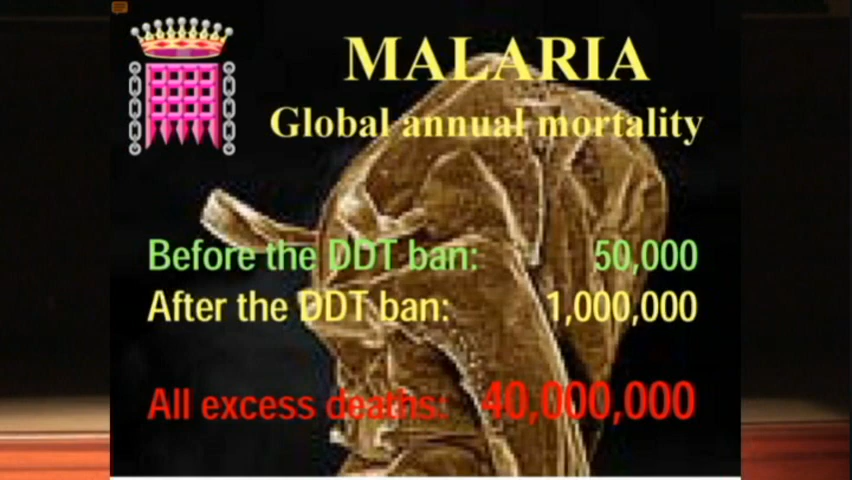 MALARIA
Global annual mortality
Before the DDT ban: 50,000
After the DDT ban: 1,000,000
All excess deaths: 40,000,000